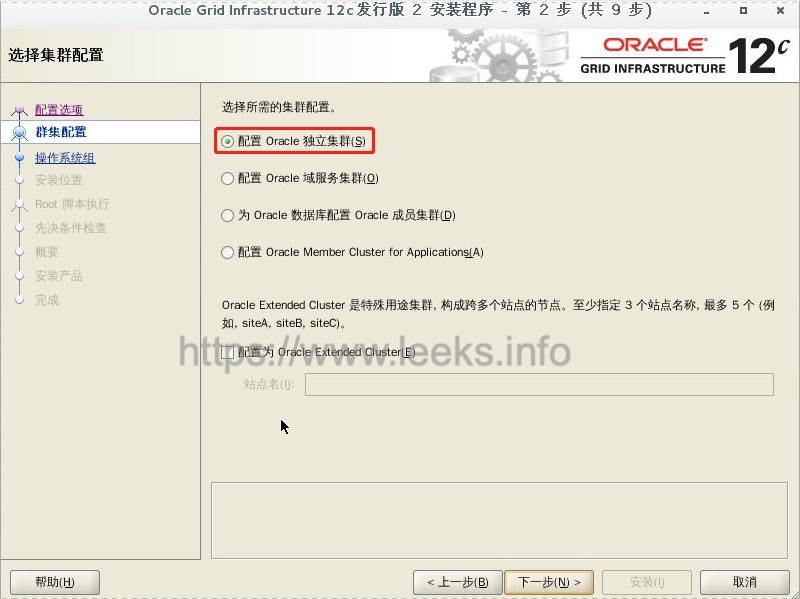 Oracle Grid Infrastructure 12c 发行版 2 安装程序 - 第 2 步 (共 9 步)
选择集群配置
ORACLE
GRID INFRASTRUCTURE
12c
配置选项
群集配置
操作系统组
安装位置
Root 脚本执行
先决条件检查
概要
安装产品
完成
选择所需的集群配置。
配置 Oracle 独立集群(S)
配置 Oracle 域服务集群(O)
为 Oracle 数据库配置 Oracle 成员集群(D)
配置 Oracle Member Cluster for Applications(A)
Oracle Extended Cluster 是特殊用途集群, 构成跨多个站点的节点。至少指定 3 个站点名称, 最多 5 个 (例
如, siteA, siteB, siteC)。
配置为 Oracle Extended Cluster(E)
https://www.leeks.info
站点名(I):
帮助(H)
< 上一步(B)
下一步(N) >
安装(I)
取消